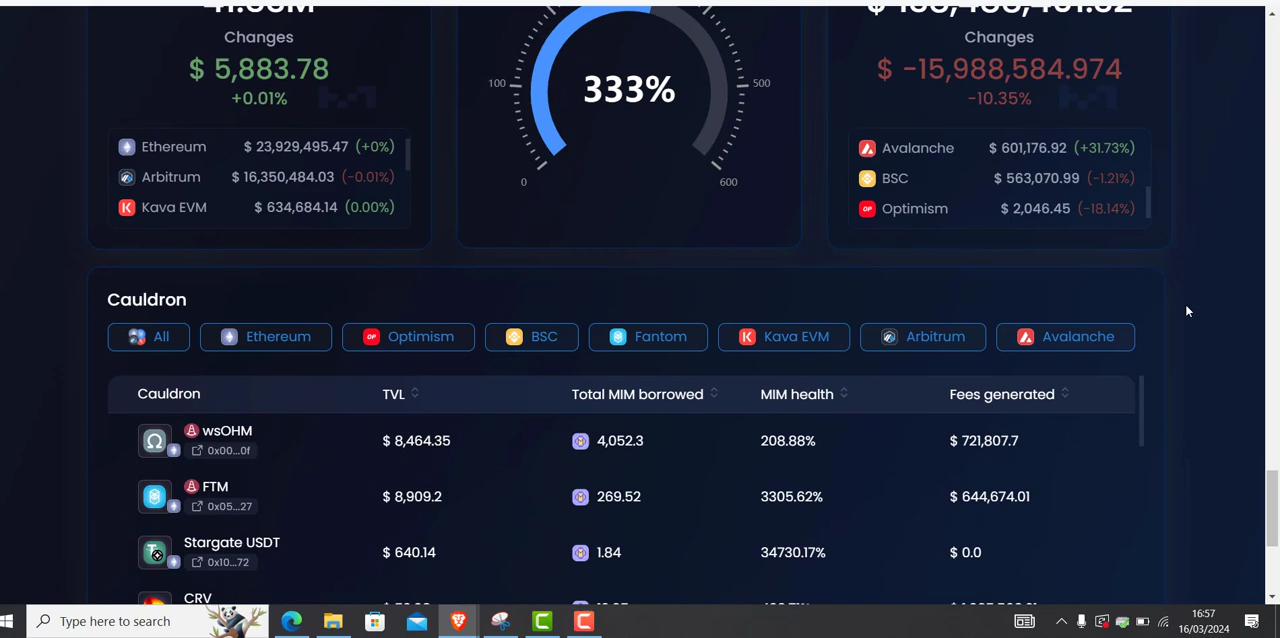 Changes
$ 5,883.78
+0.01%
Ethereum $ 23,929,495.47 (+0%)
Arbitrum $ 16,350,484.03 (-0.01%)
Kava EVM $ 634,684.14 (0.00%)
100
500
333%
0
600
Changes
$ -15,988,584.974
-10.35%
Avalanche $ 601,176.92 (+31.73%)
BSC $ 563,070.99 (-1.21%)
OP Optimism $ 2,046.45 (-18.14%)
Cauldron
All Ethereum OP Optimism BSC Fantom Kava EVM Arbitrum Avalanche
Cauldron TVL Total MIM borrowed MIM health Fees generated
wsOHM
0x00...0f
$ 8,464.35 4,052.3 208.88% $ 721,807.7
FTM
0x05...27
$ 8,909.2 269.52 3305.62% $ 644,674.01
Stargate USDT
0x10...72
$ 640.14 1.84 34730.17% $ 0.0
CRV
Type here to search
16:57
16/03/2024